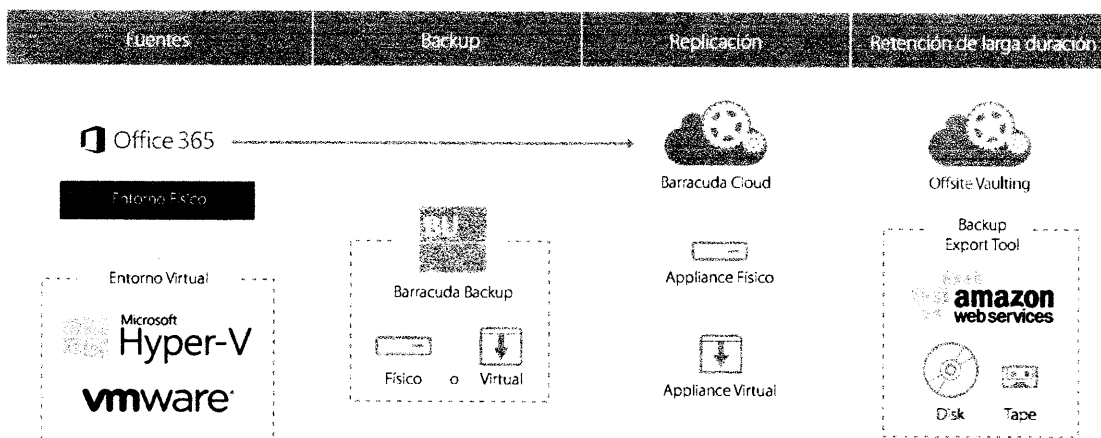 Fuentes
Backup
Replicación
Retención de larga duración
Office 365
Entorno Físico
Entorno Virtual
Microsoft
Hyper-V
vmware
BU
Barracuda Backup
Físico o Virtual
Barracuda Cloud
Appliance Físico
Appliance Virtual
Offsite Vaulting
Backup
Export Tool
amazon
web services
Disk Tape